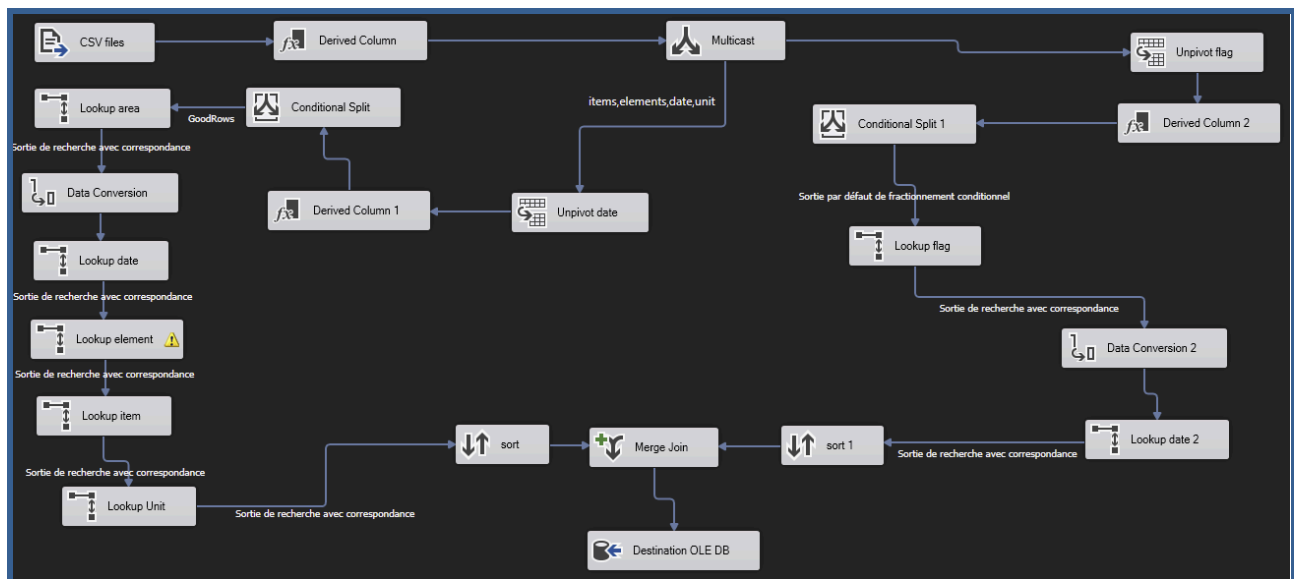 CSV files
Derived Column
Multicast
Unpivot flag
Lookup area
GoodRows
Conditional Split
items,elements,date,unit
Conditional Split 1
Derived Column 2
Sortie de recherche avec correspondance
Data Conversion
Derived Column 1
Unpivot date
Sortie par défaut de fractionnement conditionnel
Lookup date
Lookup flag
Sortie de recherche avec correspondance
Sortie de recherche avec correspondance
Lookup element
Data Conversion 2
Sortie de recherche avec correspondance
Lookup item
sort
Merge Join
sort 1
Lookup date 2
Sortie de recherche avec correspondance
Sortie de recherche avec correspondance
Lookup Unit
Sortie de recherche avec correspondance
Destination OLE DB